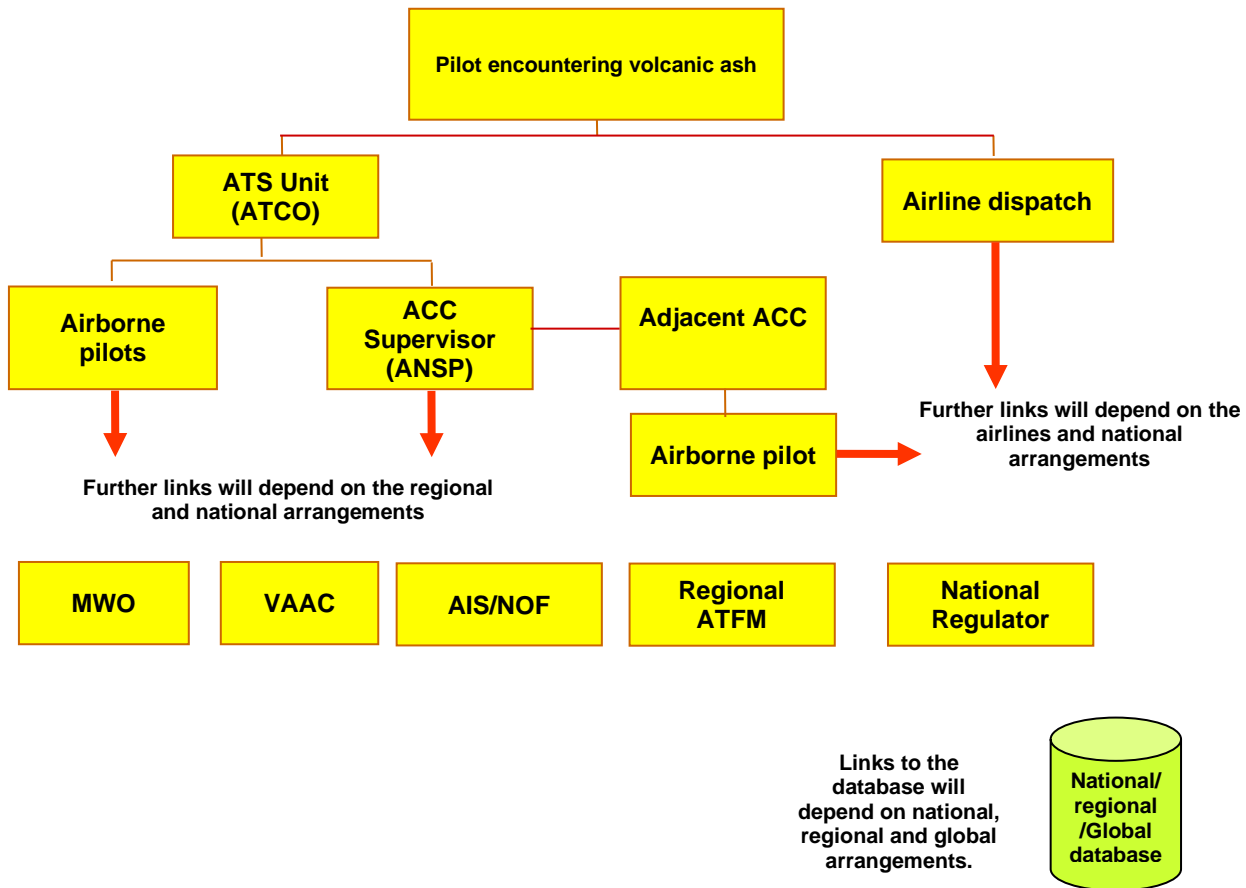 Pilot encountering volcanic ash
ATS Unit
(ATCO)
Airline dispatch
Airborne
pilots
ACC
Supervisor
(ANSP)
Adjacent ACC
Airborne pilot
Further links will depend on the
airlines and national
arrangements
Further links will depend on the regional
and national arrangements
MWO
VAAC
AIS/NOF
Regional
ATFM
National
Regulator
Links to the
database will
depend on national,
regional and global
arrangements.
National/
regional
/Global
database